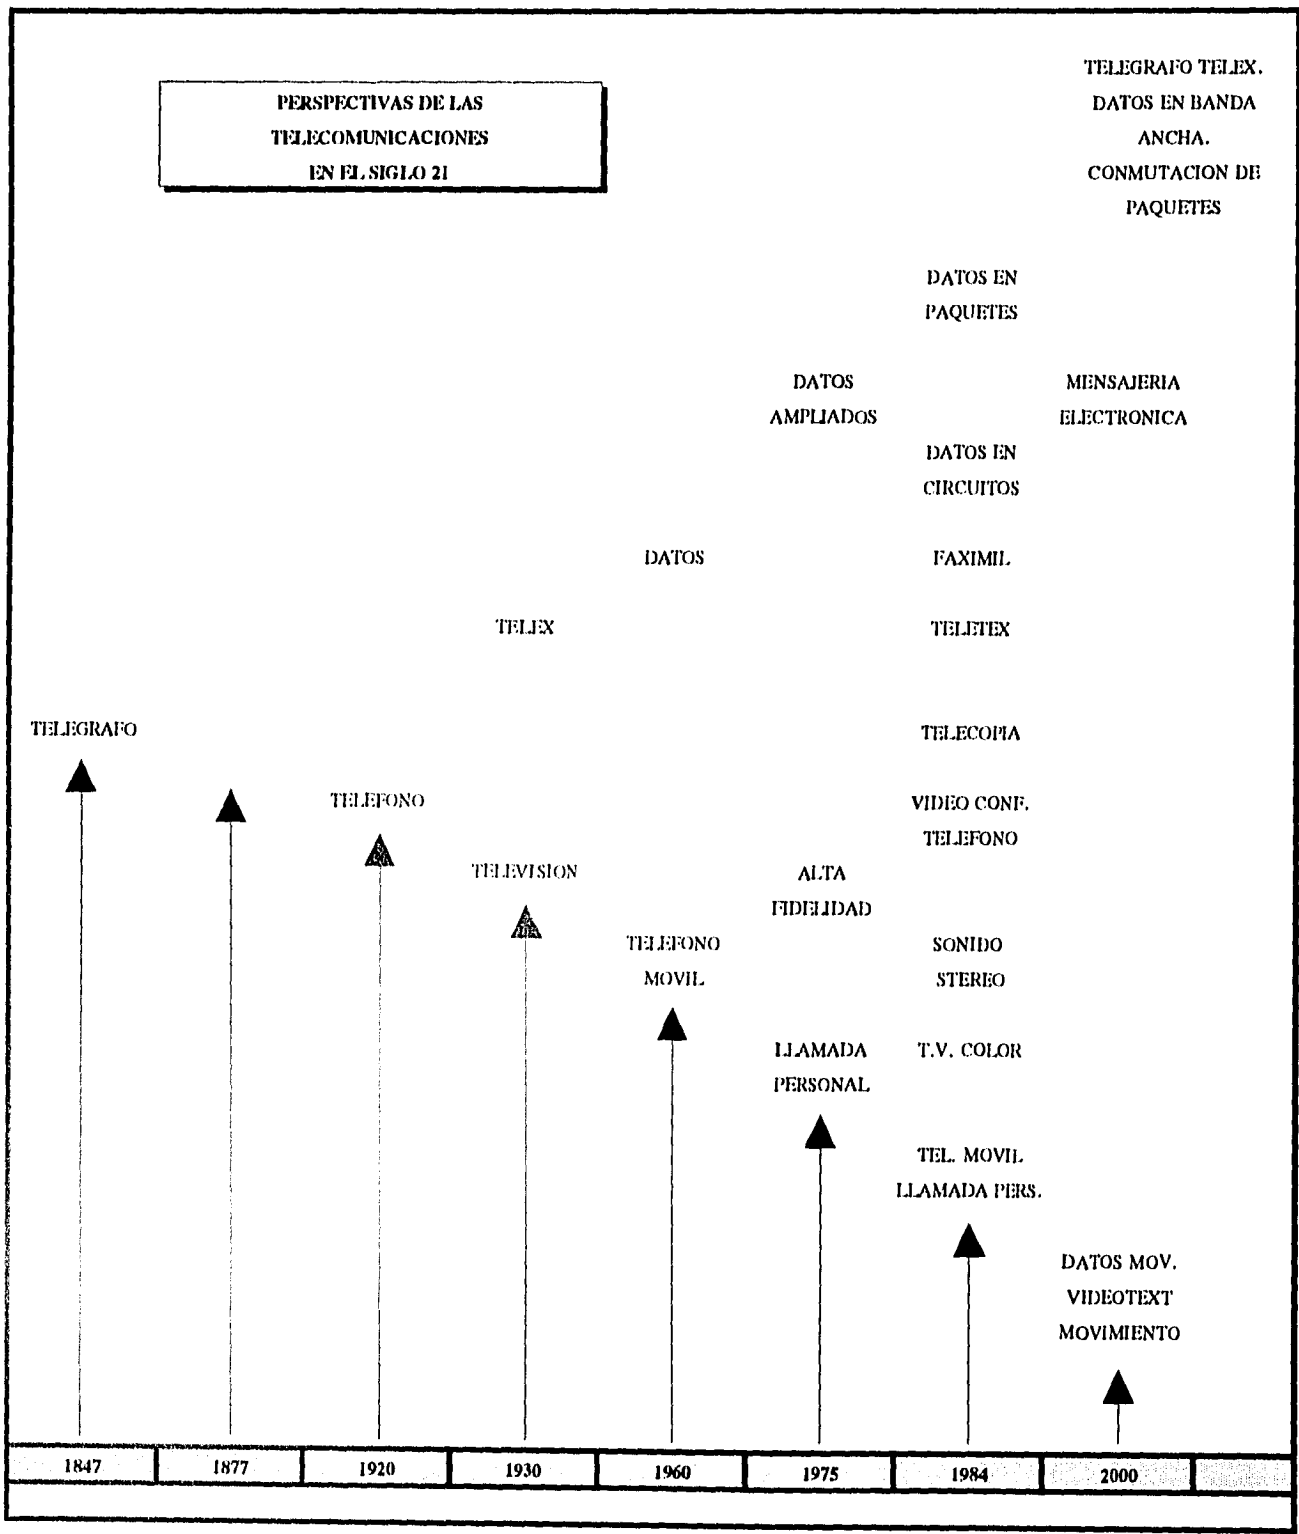 PERSPECTIVAS DE LAS
TELECOMUNICACIONES
EN EL SIGLO 21
TELEGRAFO TELEX.
DATOS EN BANDA
ANCHA.
CONMUTACION DE
PAQUETES
DATOS EN
PAQUETES
DATOS
AMPLIADOS
MENSAJERIA
ELECTRONICA
DATOS EN
CIRCUITOS
DATOS
FAXIMIL
TELEX
TELETEX
TELEGRAFO
TELECOPIA
TELEFONO
VIDEO CONF.
TELEFONO
TELEVISION
ALTA
FIDELIDAD
TELEFONO
MOVIL
SONIDO
STEREO
LLAMADA
PERSONAL
T.V. COLOR
TEL. MOVIL
LLAMADA PERS.
DATOS MOV.
VIDEOTEXT
MOVIMIENTO
1847 1877 1920 1930 1960 1975 1984 2000